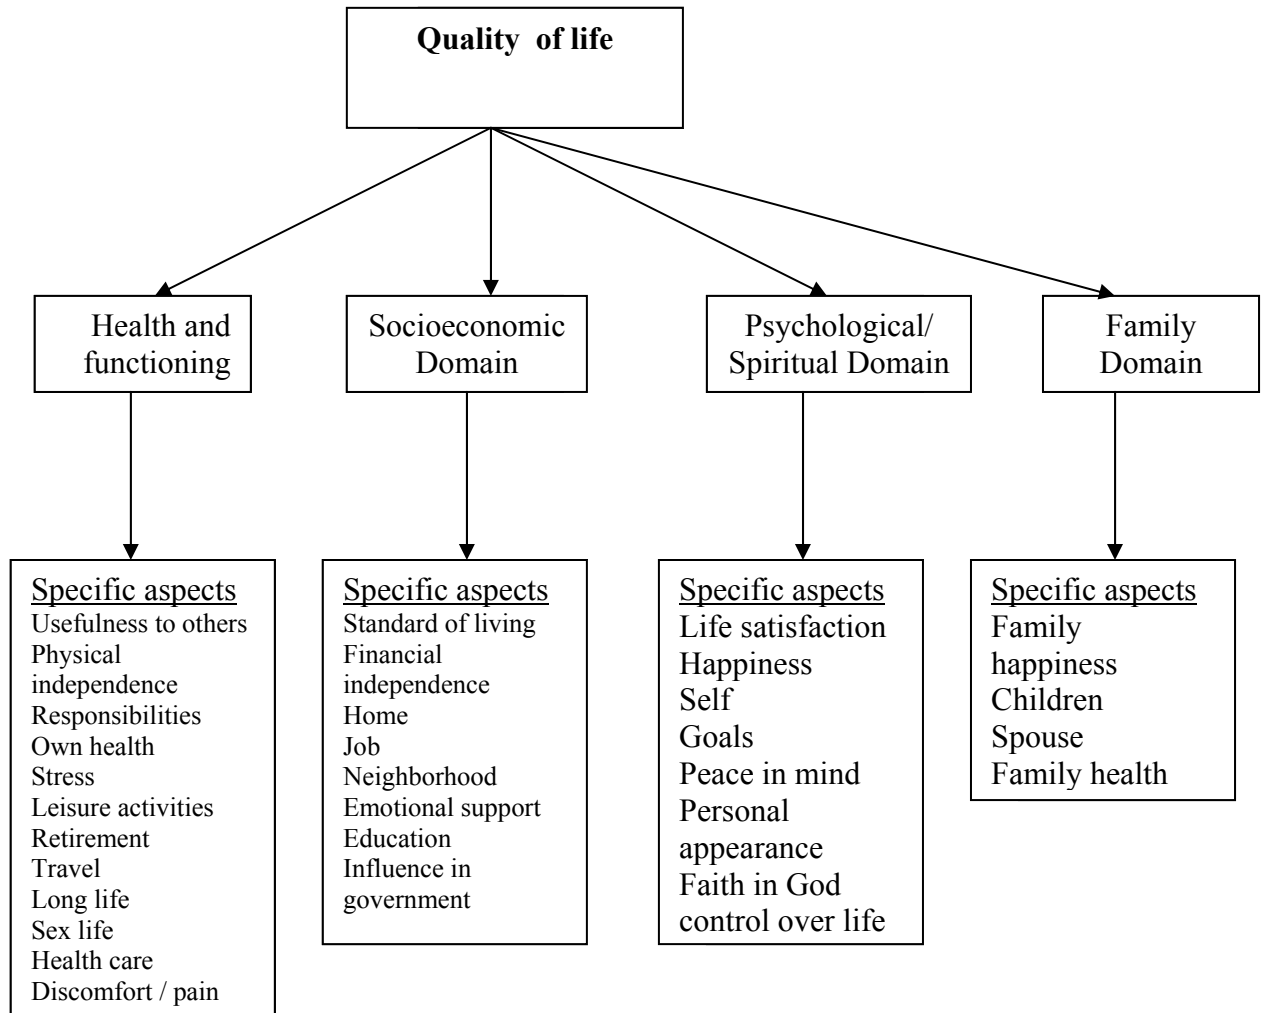 Quality of life
Health and
functioning
Socioeconomic
Domain
Psychological/
Spiritual Domain
Family
Domain
Specific aspects
Usefulness to others
Physical
independence
Responsibilities
Own health
Stress
Leisure activities
Retirement
Travel
Long life
Sex life
Health care
Discomfort / pain
Specific aspects
Standard of living
Financial
independence
Home
Job
Neighborhood
Emotional support
Education
Influence in
government
Specific aspects
Life satisfaction
Happiness
Self
Goals
Peace in mind
Personal
appearance
Faith in God
control over life
Specific aspects
Family
happiness
Children
Spouse
Family health